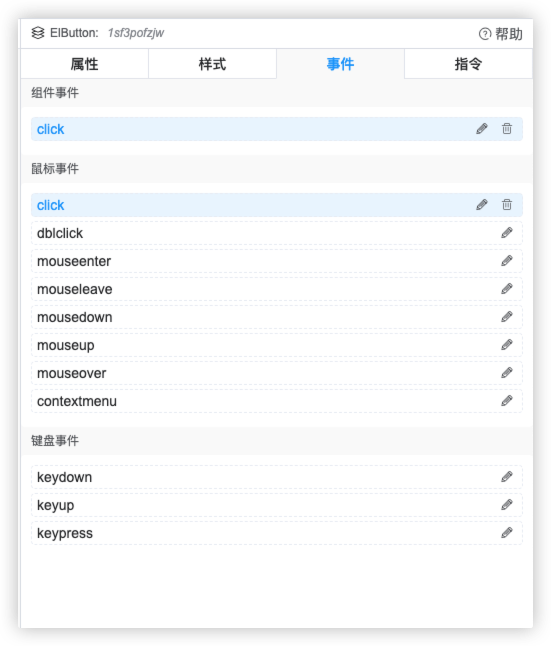 ElButton: 1sf3pofzjw 帮助
属性 样式 事件 指令
组件事件
click
鼠标事件
click
dblclick
mouseenter
mouseleave
mousedown
mouseup
mouseover
contextmenu
键盘事件
keydown
keyup
keypress